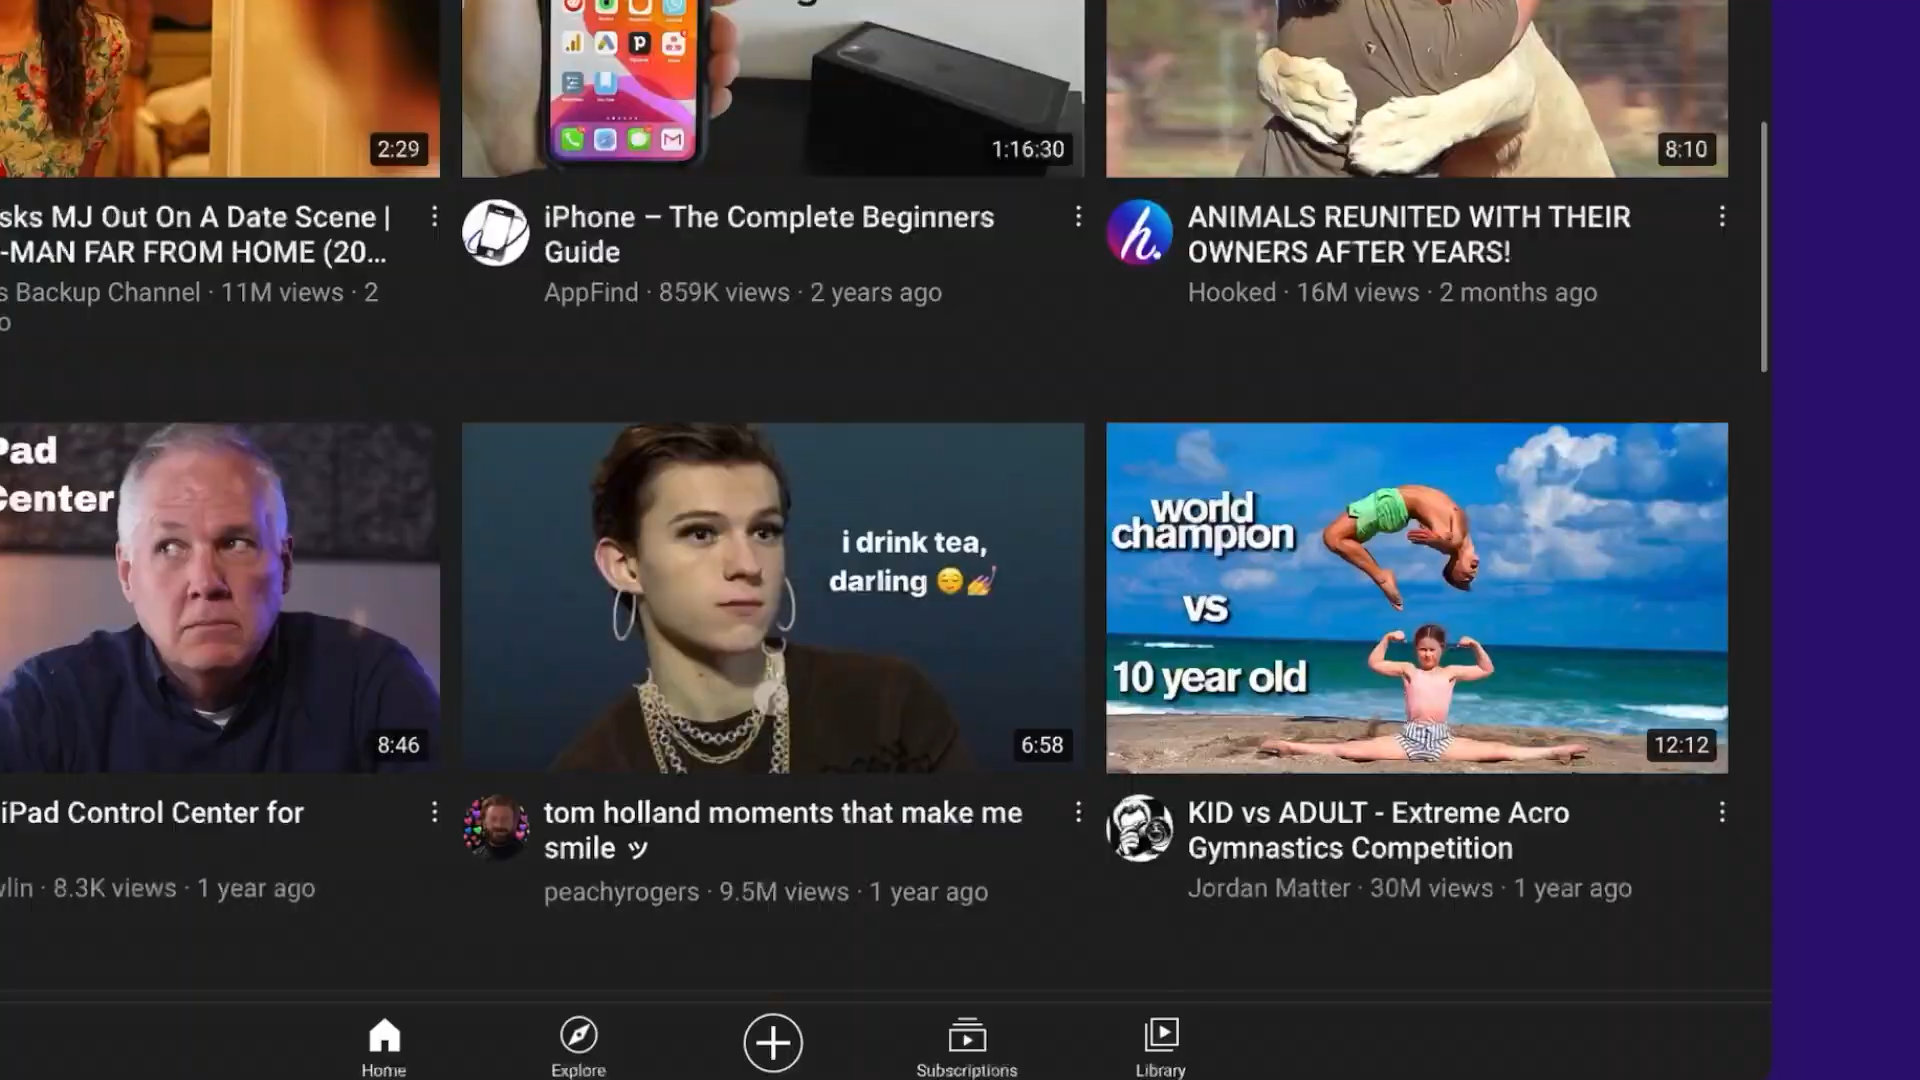 2:29
1:16:30
8:10
sks MJ Out On A Date Scene |
-MAN FAR FROM HOME (20...
s Backup Channel · 11M views · 2
o
iPhone – The Complete Beginners
Guide
AppFind · 859K views · 2 years ago
h.
ANIMALS REUNITED WITH THEIR
OWNERS AFTER YEARS!
Hooked · 16M views · 2 months ago
Pad
Center
8:46
i drink tea,
darling 😌💅
6:58
world
champion
vs
10 year old
12:12
iPad Control Center for
vlin · 8.3K views · 1 year ago
tom holland moments that make me
smile ッ
peachyrogers · 9.5M views · 1 year ago
KID vs ADULT - Extreme Acro
Gymnastics Competition
Jordan Matter · 30M views · 1 year ago
Home
Explore
Subscriptions
Library